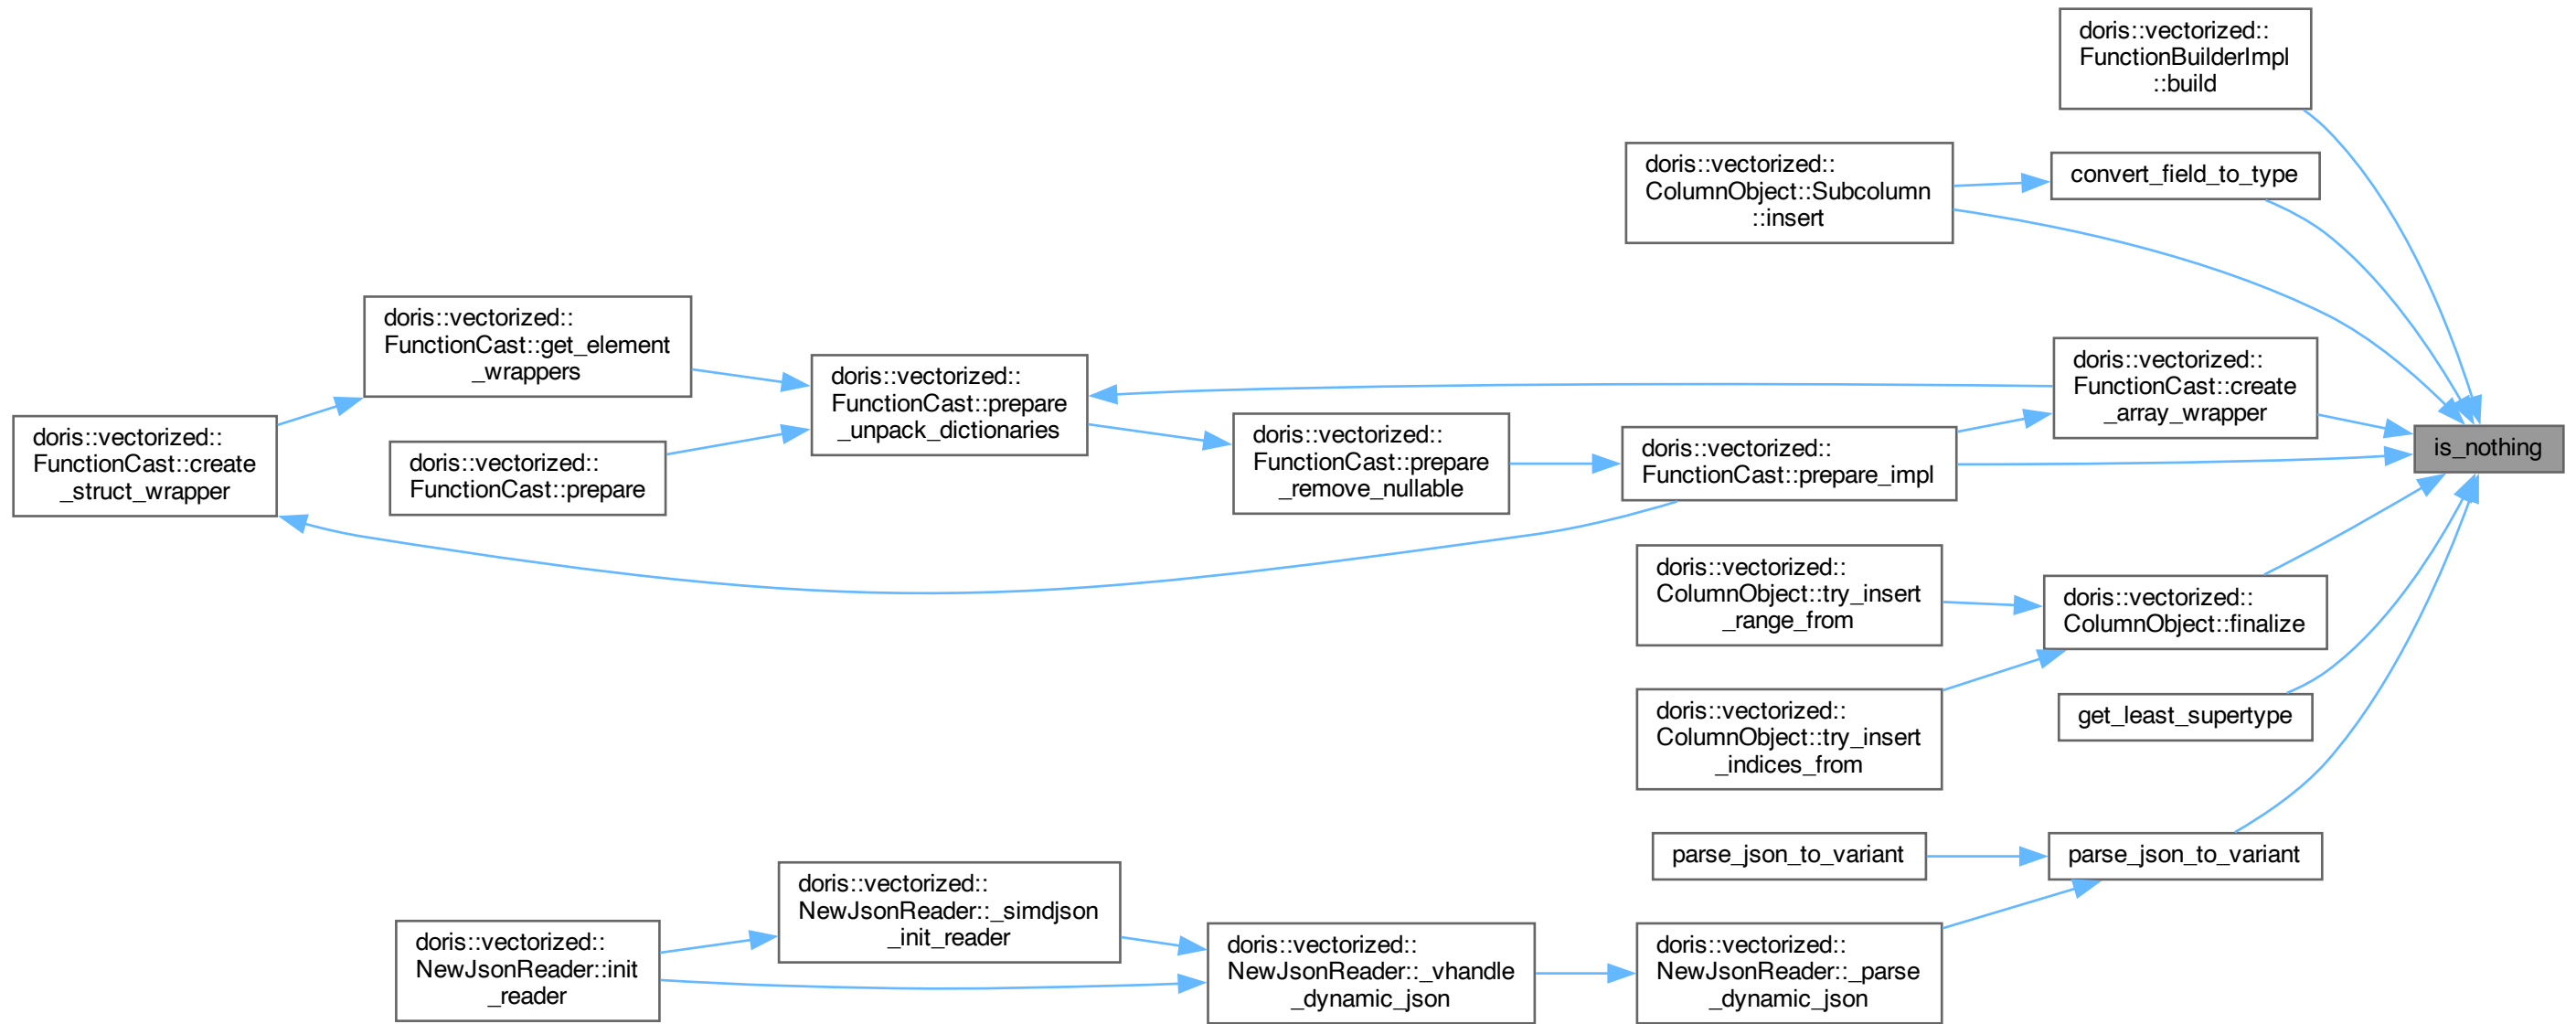 doris::vectorized::
FunctionBuilderImpl
::build
doris::vectorized::
ColumnObject::Subcolumn
::insert
convert_field_to_type
doris::vectorized::
FunctionCast::get_element
_wrappers
doris::vectorized::
FunctionCast::prepare
_unpack_dictionaries
doris::vectorized::
FunctionCast::create
_array_wrapper
doris::vectorized::
FunctionCast::create
_struct_wrapper
doris::vectorized::
FunctionCast::prepare
doris::vectorized::
FunctionCast::prepare
_remove_nullable
doris::vectorized::
FunctionCast::prepare_impl
is_nothing
doris::vectorized::
ColumnObject::try_insert
_range_from
doris::vectorized::
ColumnObject::finalize
doris::vectorized::
ColumnObject::try_insert
_indices_from
get_least_supertype
parse_json_to_variant
parse_json_to_variant
doris::vectorized::
NewJsonReader::_simdjson
_init_reader
doris::vectorized::
NewJsonReader::init
_reader
doris::vectorized::
NewJsonReader::_vhandle
_dynamic_json
doris::vectorized::
NewJsonReader::_parse
_dynamic_json